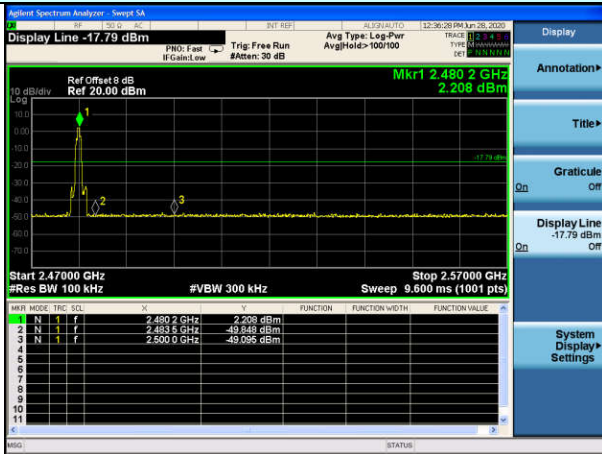 Agilent Spectrum Analyzer - Swept SA
RF 50 Ω AC INT REF ALIGNAUTO 12:36:28 PM Jun 28, 2020
Display Line -17.79 dBm
PNO: Fast
IFGain:Low
Trig: Free Run
#Atten: 30 dB
Avg Type: Log-Pwr
Avg|Hold:>100/100
TRACE 1 2 3 4 5 6
TYPE
DET P N N N N N
Display
Mkr1 2.480 2 GHz
2.208 dBm
Ref Offset 8 dB
10 dB/div Ref 20.00 dBm
Log
10.0
0.00
-10.0
-20.0
-30.0
-40.0
-50.0
-60.0
-70.0
1
2
3
-17.79 dBm
Start 2.47000 GHz Stop 2.57000 GHz
#Res BW 100 kHz #VBW 300 kHz Sweep 9.600 ms (1001 pts)
MKR MODE TRC SCL X Y FUNCTION FUNCTION WIDTH FUNCTION VALUE
1 N 1 f 2.480 2 GHz 2.208 dBm
2 N 1 f 2.483 5 GHz -49.848 dBm
3 N 1 f 2.500 0 GHz -49.095 dBm
4
5
6
7
8
9
10
11
MSG STATUS
Annotation
Title
Graticule
On Off
Display Line
-17.79 dBm
On Off
System
Display
Settings